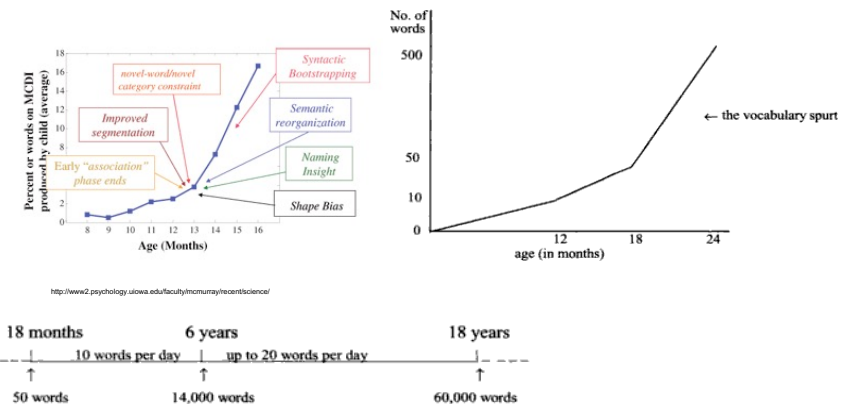 18
16
14
12
10
8
2
0
Percent or words on MCDI
produced by child (average)
8 9 10 11 12 13 14 15 16
Age (Months)
novel-word/novel
category constraint
Syntactic
Bootstrapping
Improved
segmentation
Semantic
reorganization
Early “association”
phase ends
Naming
Insight
Shape Bias
http://www2.psychology.uiowa.edu/faculty/mcmurray/recent/science/
No. of
words
500
50
10
0
← the vocabulary spurt
12 18 24
age (in months)
18 months 6 years 18 years
10 words per day up to 20 words per day
50 words 14,000 words 60,000 words